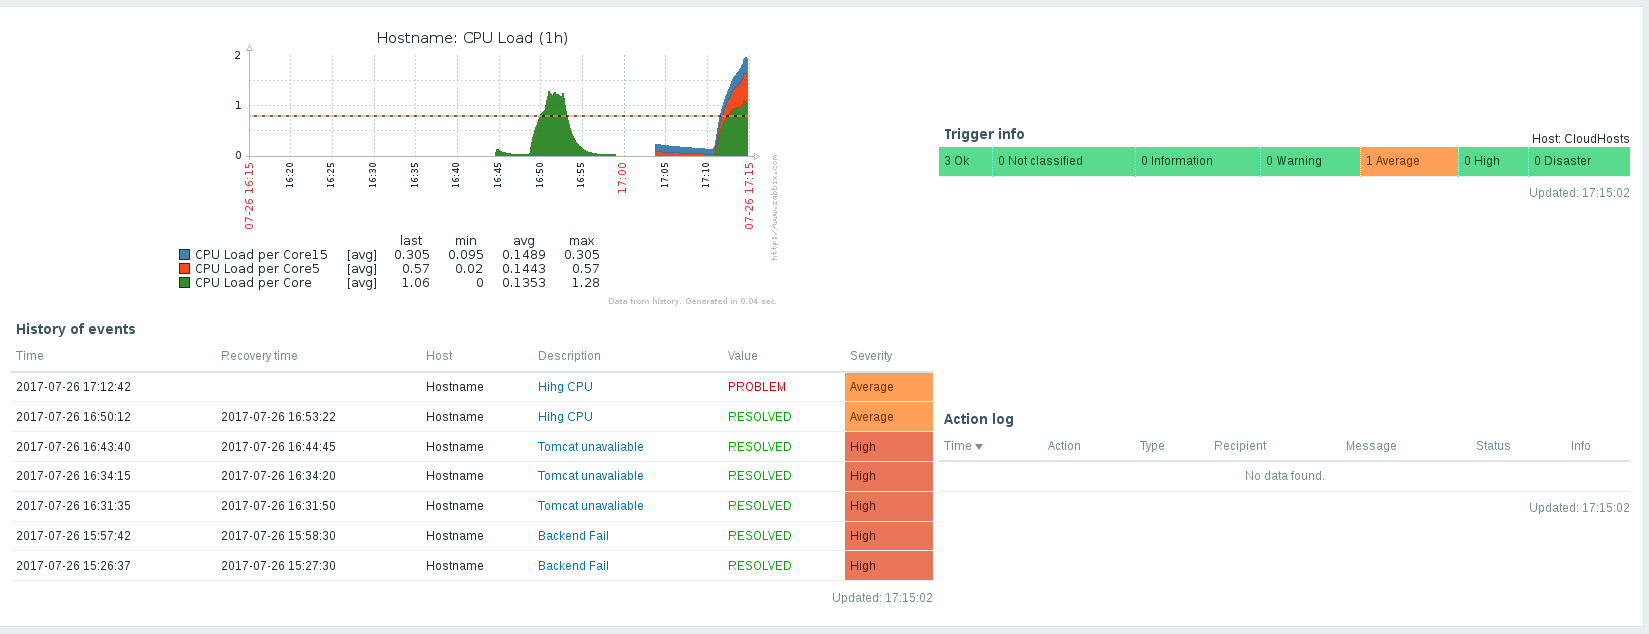 Hostname: CPU Load (1h)
2
1
0
07-26 16:15
16:20
16:25
16:30
16:35
16:40
16:45
16:50
16:55
17:00
17:05
17:10
07-26 17:15
http://www.zabbix.com
last min avg max
CPU Load per Core15 [avg] 0.305 0.095 0.1489 0.305
CPU Load per Core5 [avg] 0.57 0.02 0.1443 0.57
CPU Load per Core [avg] 1.06 0 0.1353 1.28
Data from history. Generated in 0.04 sec.
Trigger info
Host: CloudHosts
3 Ok 0 Not classified 0 Information 0 Warning 1 Average 0 High 0 Disaster
Updated: 17:15:02
History of events
Time Recovery time Host Description Value Severity
2017-07-26 17:12:42 Hostname Hihg CPU PROBLEM Average
2017-07-26 16:50:12 2017-07-26 16:53:22 Hostname Hihg CPU RESOLVED Average
2017-07-26 16:43:40 2017-07-26 16:44:45 Hostname Tomcat unavaliable RESOLVED High
2017-07-26 16:34:15 2017-07-26 16:34:20 Hostname Tomcat unavaliable RESOLVED High
2017-07-26 16:31:35 2017-07-26 16:31:50 Hostname Tomcat unavaliable RESOLVED High
2017-07-26 15:57:42 2017-07-26 15:58:30 Hostname Backend Fail RESOLVED High
2017-07-26 15:26:37 2017-07-26 15:27:30 Hostname Backend Fail RESOLVED High
Updated: 17:15:02
Action log
Time Action Type Recipient Message Status Info
No data found.
Updated: 17:15:02